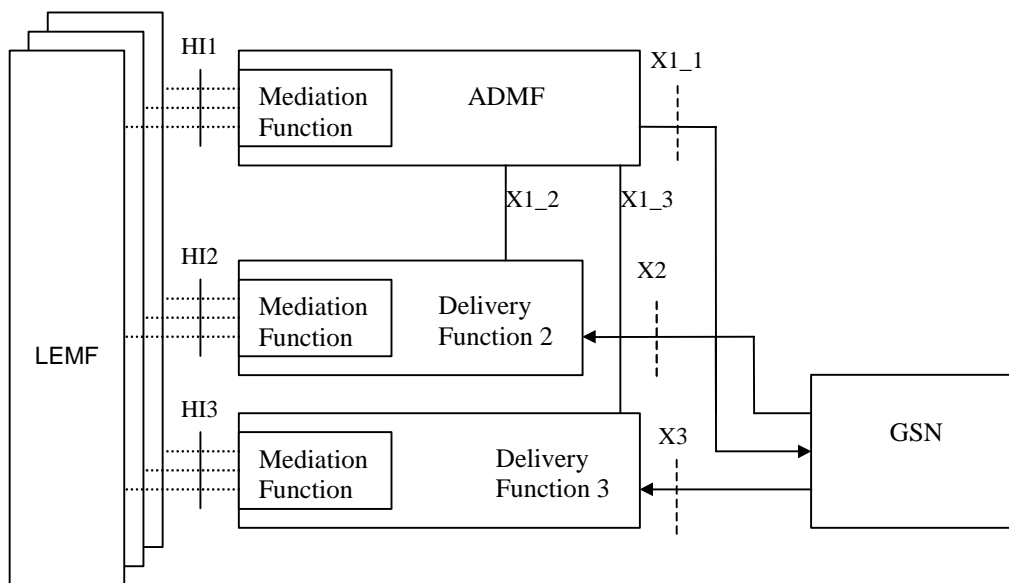 HI1
X1_1
Mediation
Function
ADMF
X1_2
X1_3
HI2
X2
Mediation
Function
Delivery
Function 2
LEMF
HI3
X3
GSN
Mediation
Function
Delivery
Function 3